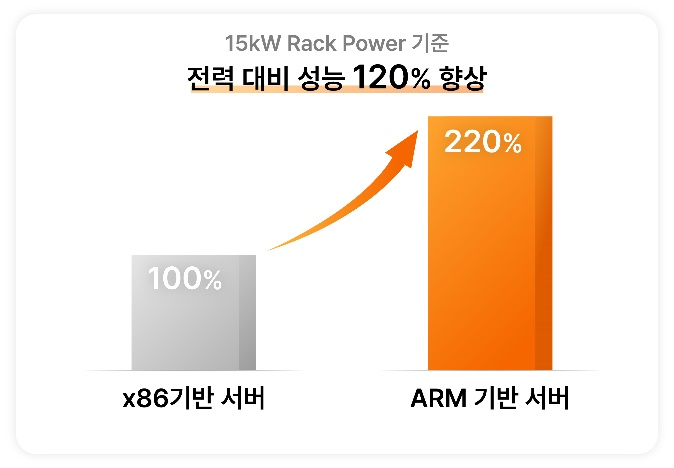 15kW Rack Power 기준
전력 대비 성능 120% 향상
220%
100%
x86기반 서버
ARM 기반 서버